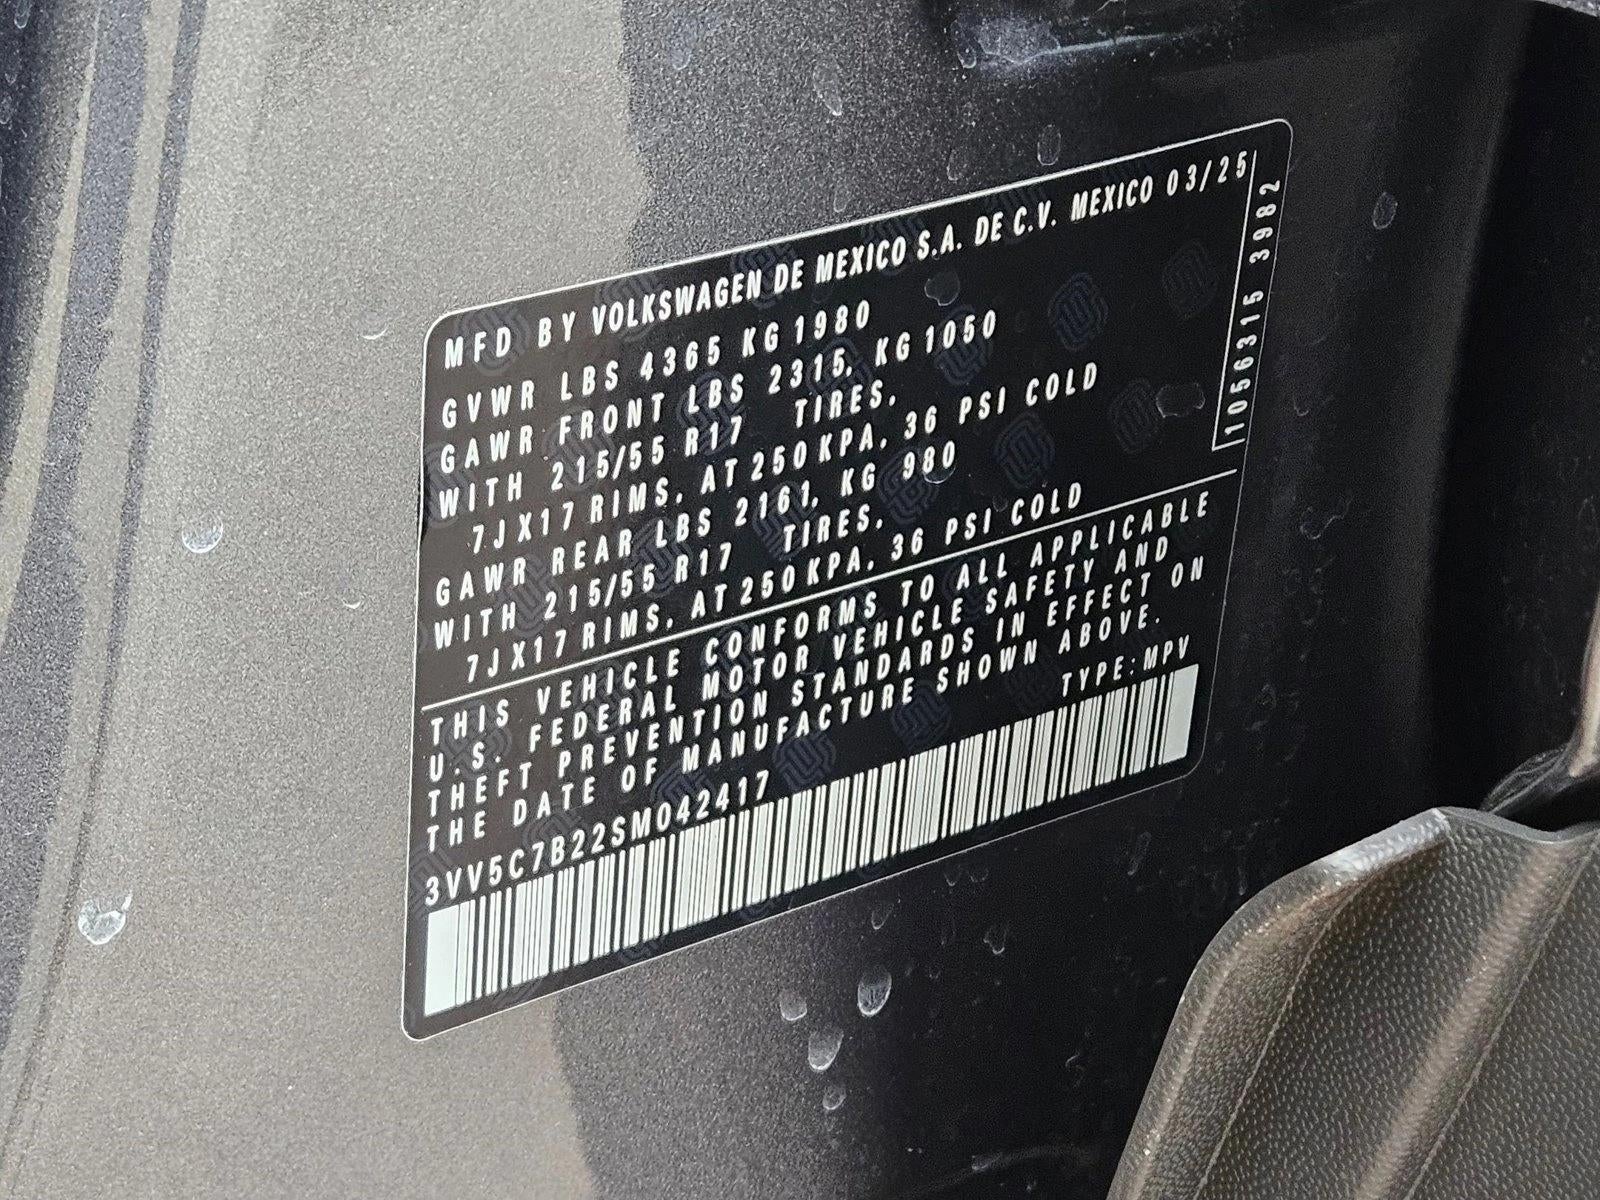 MFD BY VOLKSWAGEN DE MEXICO S.A. DE C.V. MEXICO 03/25
GVWR LBS 4365 KG 1980
GAWR FRONT LBS 2315, KG 1050
WITH 215/55 R17 TIRES,
7JX17 RIMS, AT 250 KPA, 36 PSI COLD
GAWR REAR LBS 2161, KG 980
WITH 215/55 R17 TIRES,
7JX17 RIMS, AT 250 KPA, 36 PSI COLD
1056315 3982
THIS VEHICLE CONFORMS TO ALL APPLICABLE
U.S. FEDERAL MOTOR VEHICLE SAFETY AND
THEFT PREVENTION STANDARDS IN EFFECT ON
THE DATE OF MANUFACTURE SHOWN ABOVE.
TYPE: MPV
3VV5C7B22SM042417